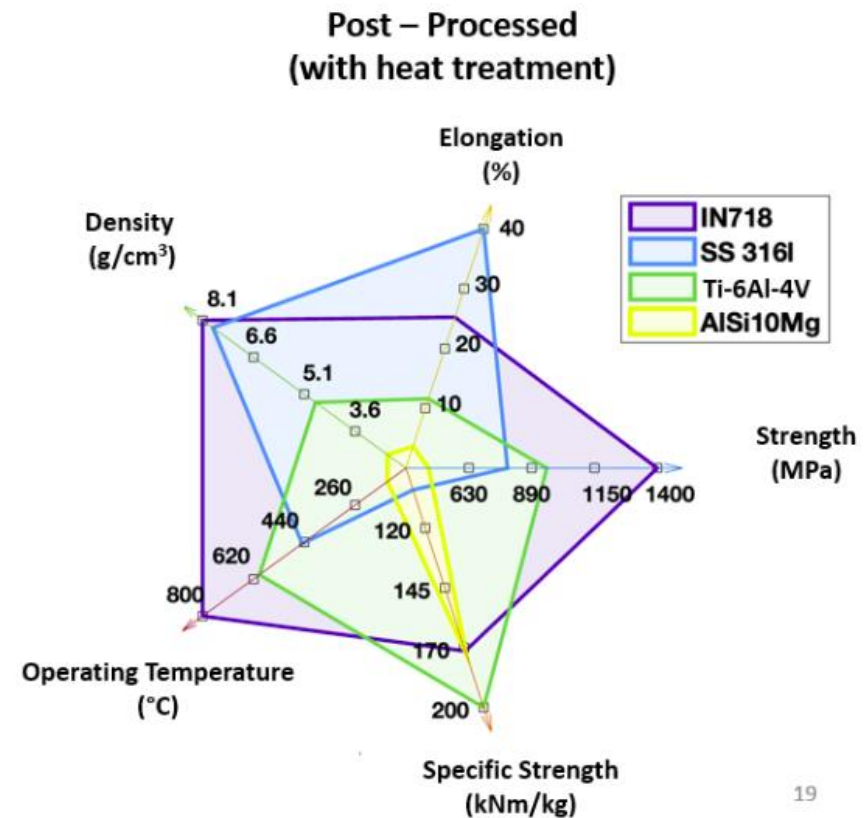 Post – Processed
(with heat treatment)
Elongation
(%)
Density
(g/cm³)
40
30
20
10
8.1
6.6
5.1
3.6
IN718
SS 316l
Ti-6Al-4V
AlSi10Mg
Strength
(MPa)
630 890 1150 1400
260
440
620
800
120
145
170
200
Operating Temperature
(°C)
Specific Strength
(kNm/kg)
19